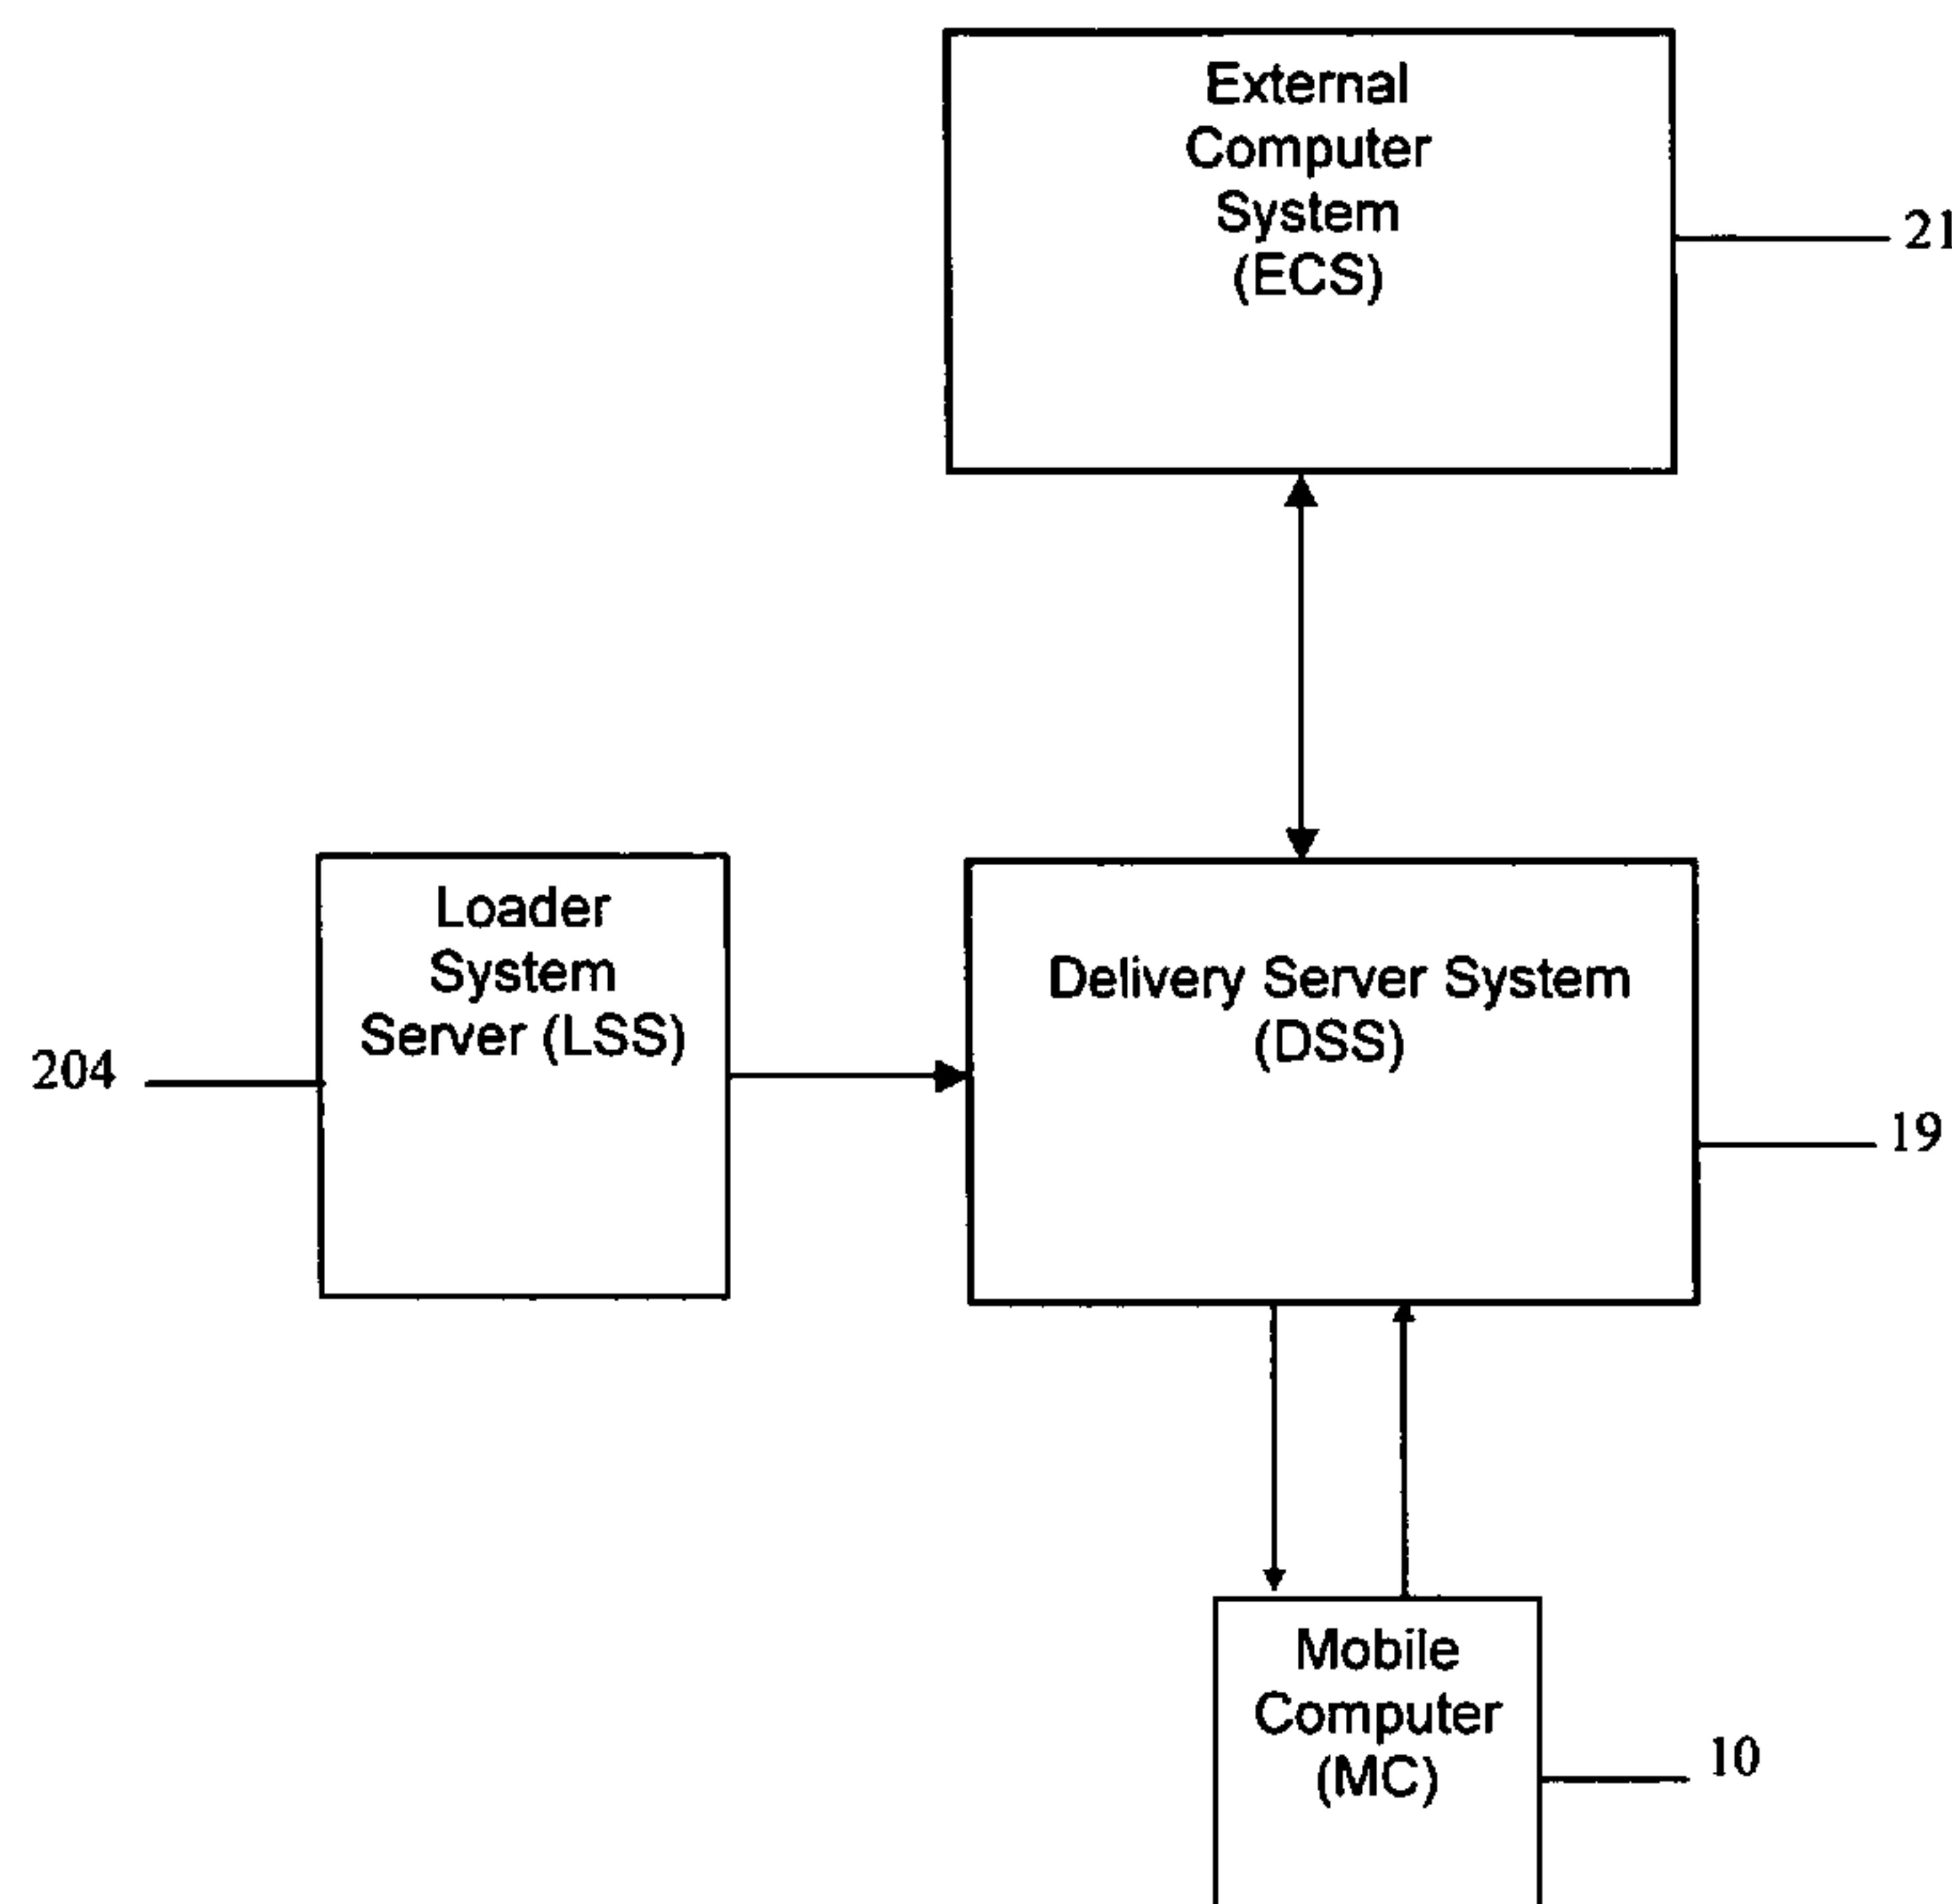 External
Computer
System
(ECS)
21
Loader
System
Server (LSS)
204
Delivery Server System
(DSS)
19
Mobile
Computer
(MC)
10